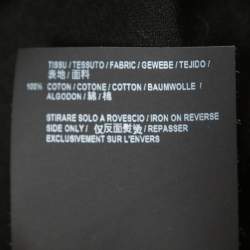 TISSU / TESSUTO / FABRIC / GEWEBE / TEJIDO /
表地 / 面料
100% COTON / COTONE / COTTON / BAUMWOLLE /
ALGODON / 綿 / 棉
STIRARE SOLO A ROVESCIO / IRON ON REVERSE
SIDE ONLY / 仅反面熨烫 / REPASSER
EXCLUSIVEMENT SUR L'ENVERS